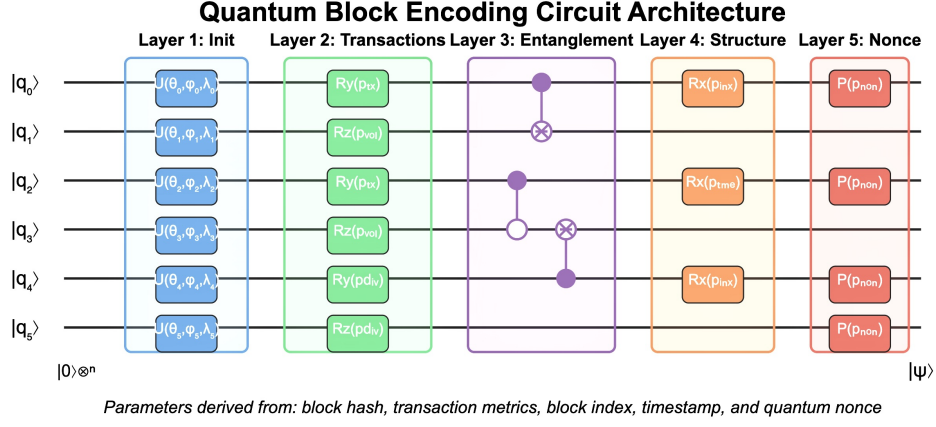 Quantum Block Encoding Circuit Architecture
Layer 1: Init Layer 2: Transactions Layer 3: Entanglement Layer 4: Structure Layer 5: Nonce
|q₀⟩ U(θ₀,φ₀,λ₀) Ry(pₜₓ) Rx(pᵢₙₓ) P(pₙₒₙ)
|q₁⟩ U(θ₁,φ₁,λ₁) Rz(pᵥₒₗ)
|q₂⟩ U(θ₂,φ₂,λ₂) Ry(pₜₓ) Rx(pₜₘₑ) P(pₙₒₙ)
|q₃⟩ U(θ₃,φ₃,λ₃) Rz(pᵥₒₗ)
|q₄⟩ U(θ₄,φ₄,λ₄) Ry(pdᵢᵥ) Rx(pᵢₙₓ) P(pₙₒₙ)
|q₅⟩ U(θ₅,φ₅,λ₅) Rz(pdᵢᵥ) P(pₙₒₙ)
|0⟩⊗ⁿ |ψ⟩
Parameters derived from: block hash, transaction metrics, block index, timestamp, and quantum nonce